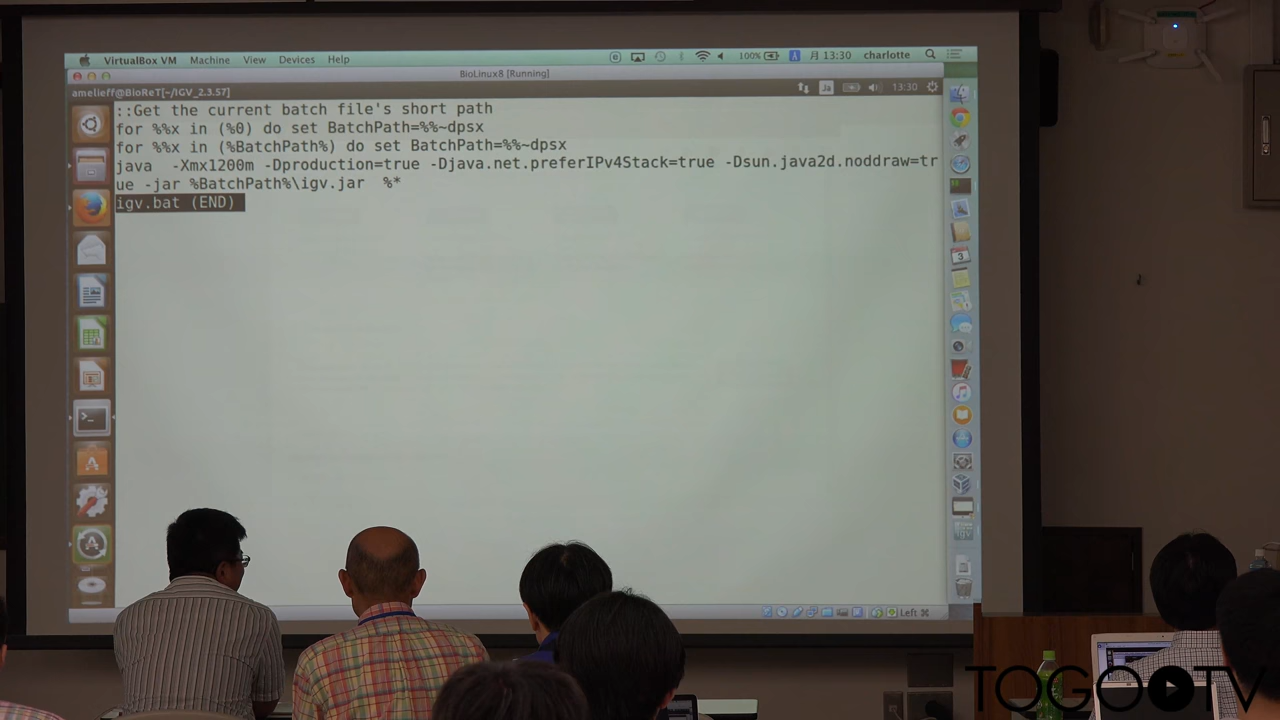 VirtualBox VM Machine View Devices Help 100% A 月 13:30 charlotte
BioLinux8 [Running]
amelieff@BioReT[~/IGV_2.3.57] Ja 13:30
::Get the current batch file's short path
for %%x in (%0) do set BatchPath=%%~dpsx
for %%x in (%BatchPath%) do set BatchPath=%%~dpsx
java -Xmx1200m -Dproduction=true -Djava.net.preferIPv4Stack=true -Dsun.java2d.noddraw=tr
ue -jar %BatchPath%\igv.jar %*
igv.bat (END)
3
Left ⌘
TOGO TV